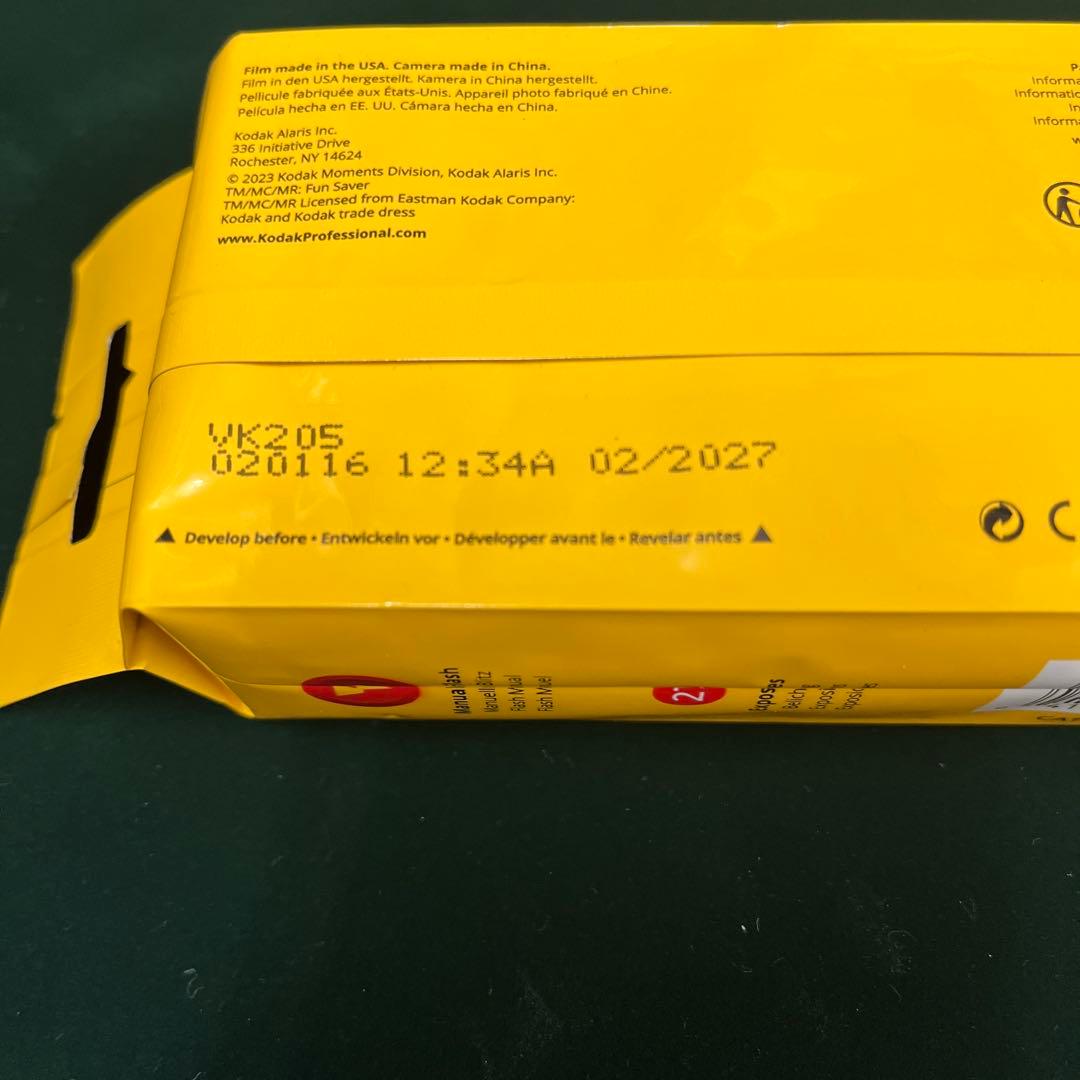 Film made in the USA. Camera made in China.
Film in den USA hergestellt. Kamera in China hergestellt.
Pellicule fabriquée aux États-Unis. Appareil photo fabriqué en Chine.
Película hecha en EE. UU. Cámara hecha en China.
Kodak Alaris Inc.
336 Initiative Drive
Rochester, NY 14624
© 2023 Kodak Moments Division, Kodak Alaris Inc.
TM/MC/MR: Fun Saver
TM/MC/MR Licensed from Eastman Kodak Company:
Kodak and Kodak trade dress
www.KodakProfessional.com
VK205
020116 12:34A 02/2027
▲ Develop before • Entwickeln vor • Développer avant le • Revelar antes ▲